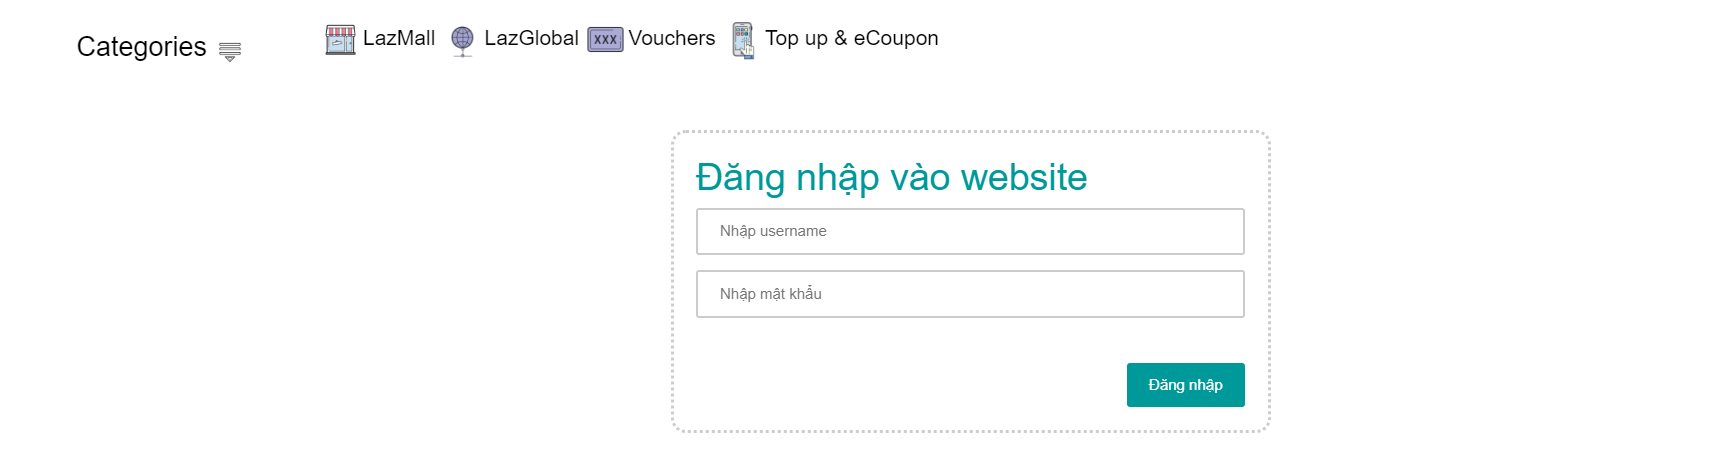 Categories LazMall LazGlobal XXX Vouchers Top up & eCoupon
Đăng nhập vào website
Nhập username
Nhập mật khẩu
Đăng nhập